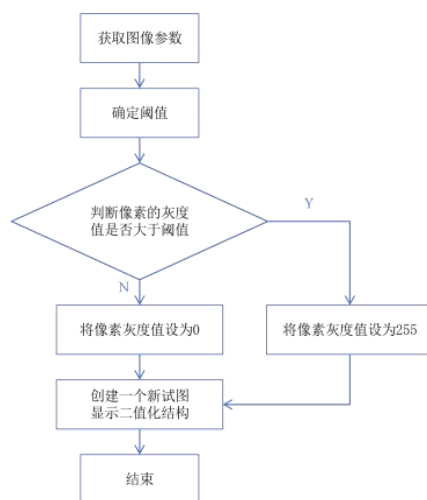 获取图像参数
确定阈值
判断像素的灰度
值是否大于阈值
Y
N
将像素灰度值设为0
将像素灰度值设为255
创建一个新试图
显示二值化结构
结束